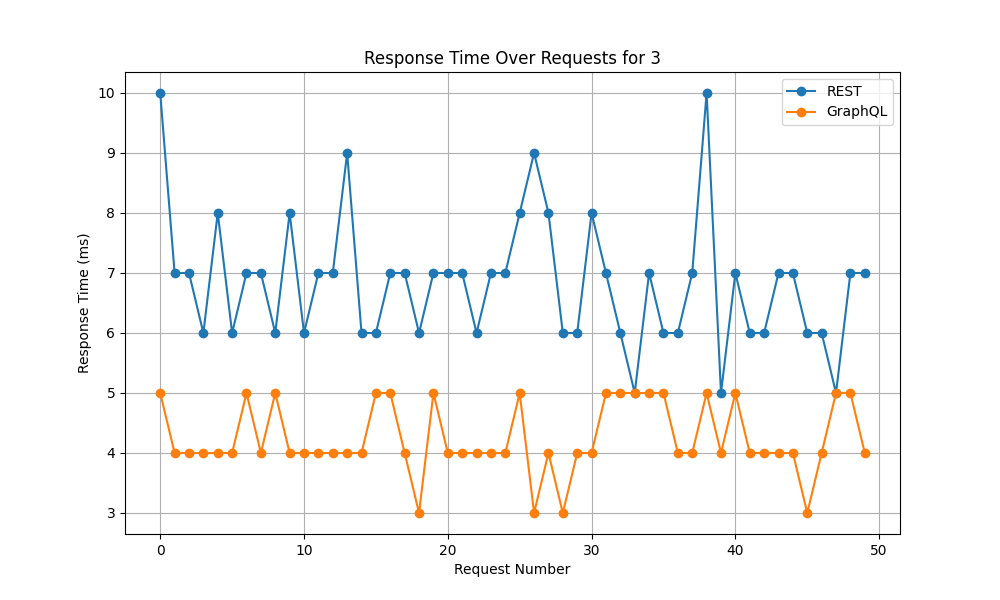 Response Time Over Requests for 3
REST
GraphQL
10
9
8
7
6
5
4
3
Response Time (ms)
0 10 20 30 40 50
Request Number